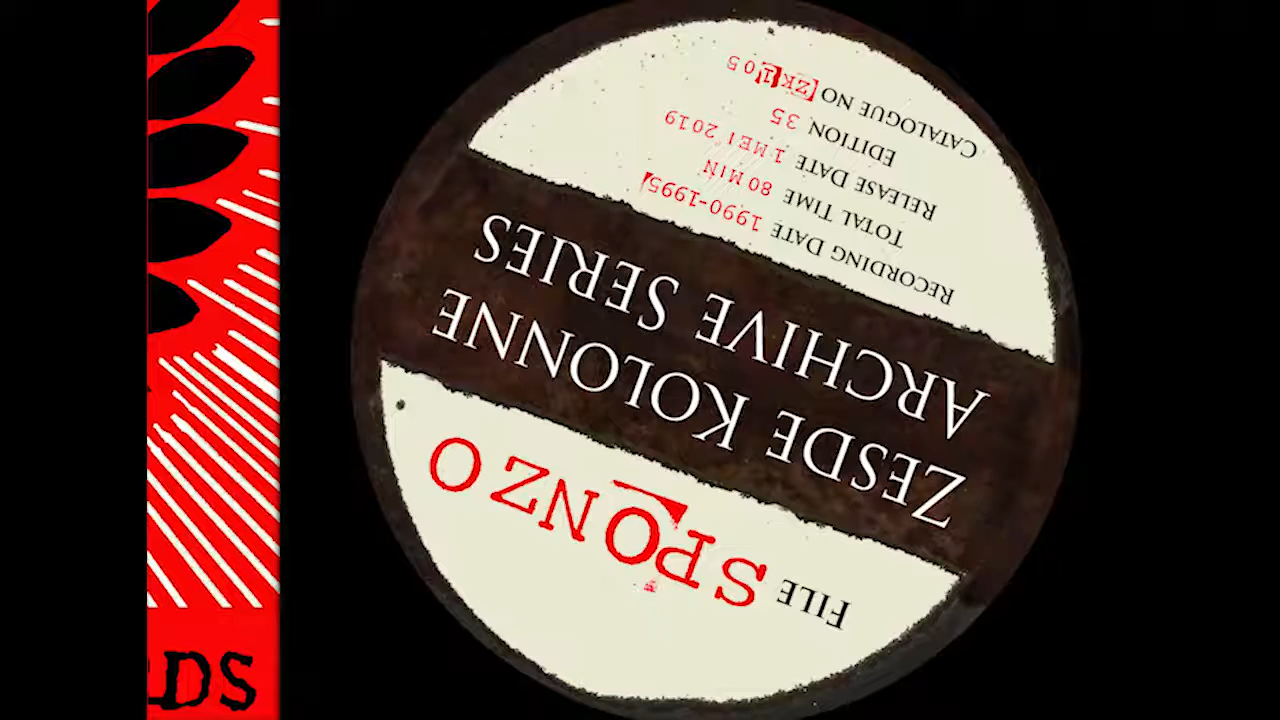 FILE SPONZO
ZESDE KOLONNE
ARCHIVE SERIES
RECORDING DATE 1990-1995
TOTAL TIME 80 MIN
RELEASE DATE 1 MEI 2019
EDITION 35
CATALOGUE NO ZK105
DS